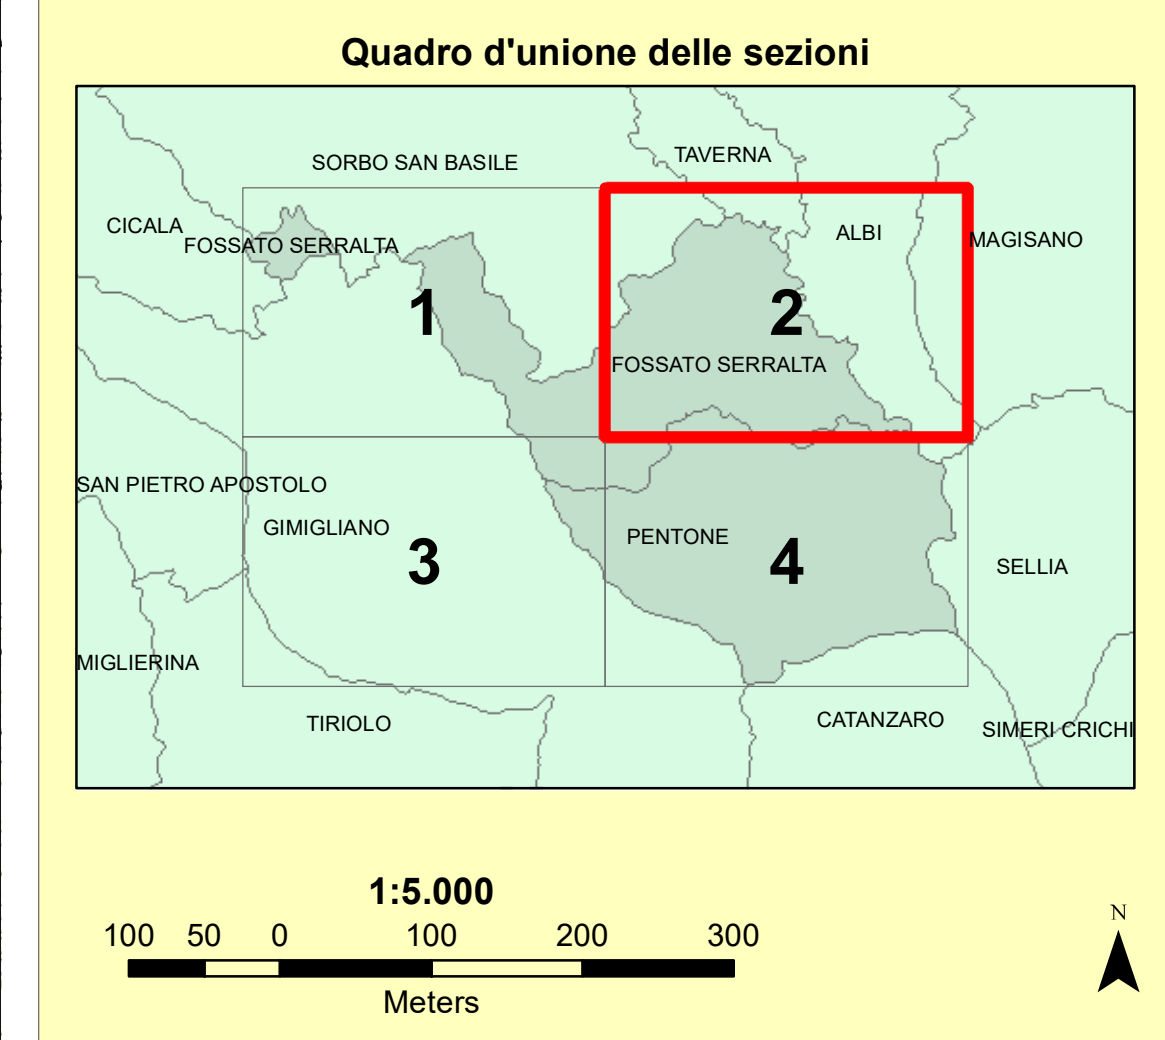 Quadro d'unione delle sezioni
TAVERNA
SORBO SAN BASILE
CICALA
ALBI
MAGISANO
FOSSATO SERRALTA
1
2
FOSSATO SERRALTA
SAN PIETRO APOSTOLO
GIMIGLIANO
PENTONE
3
4
SELLIA
MIGLIERINA
TIRIOLO
CATANZARO
SIMERI CRICHI
1:5.000
100 50 0 100 200 300
Meters
N